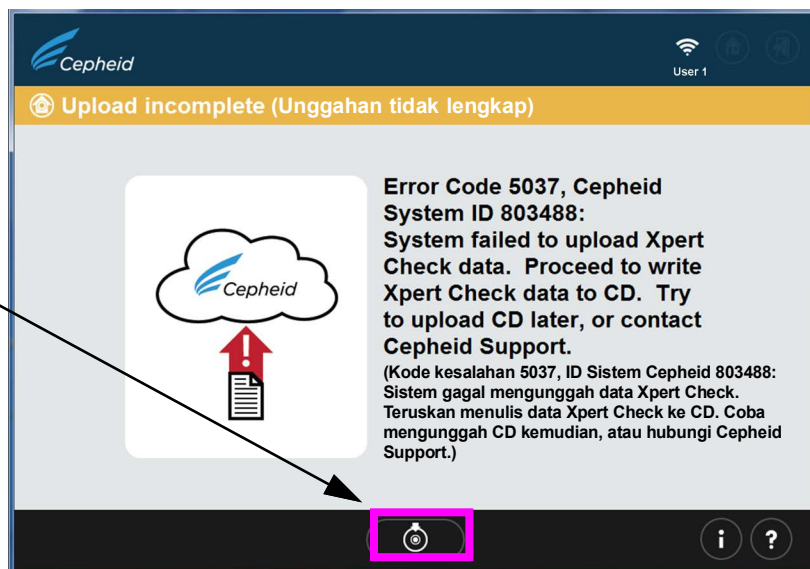 Cepheid
User 1
Upload incomplete (Unggahan tidak lengkap)
Cepheid
Error Code 5037, Cepheid
System ID 803488:
System failed to upload Xpert
Check data. Proceed to write
Xpert Check data to CD. Try
to upload CD later, or contact
Cepheid Support.
(Kode kesalahan 5037, ID Sistem Cepheid 803488:
Sistem gagal mengunggah data Xpert Check.
Teruskan menulis data Xpert Check ke CD. Coba
mengunggah CD kemudian, atau hubungi Cepheid
Support.)
i ?